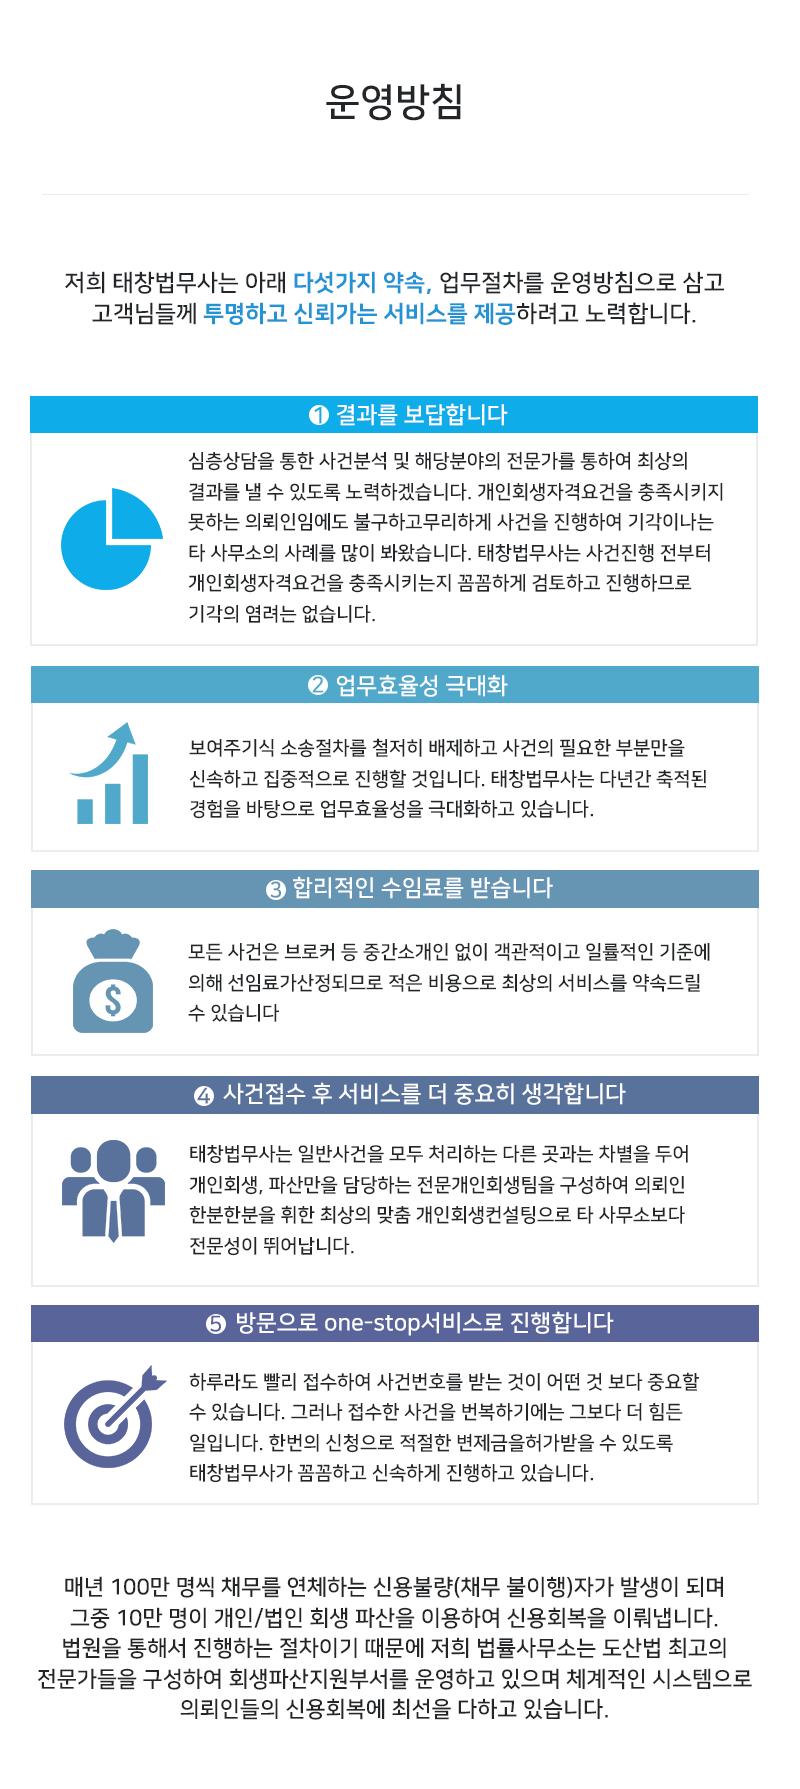 운영방침
저희 태창법무사는 아래 다섯가지 약속, 업무절차를 운영방침으로 삼고
고객님들께 투명하고 신뢰가는 서비스를 제공하려고 노력합니다.
❶ 결과를 보답합니다
심층상담을 통한 사건분석 및 해당분야의 전문가를 통하여 최상의
결과를 낼 수 있도록 노력하겠습니다. 개인회생자격요건을 충족시키지
못하는 의뢰인임에도 불구하고무리하게 사건을 진행하여 기각이나는
타 사무소의 사례를 많이 봐왔습니다. 태창법무사는 사건진행 전부터
개인회생자격요건을 충족시키는지 꼼꼼하게 검토하고 진행하므로
기각의 염려는 없습니다.
❷ 업무효율성 극대화
보여주기식 소송절차를 철저히 배제하고 사건의 필요한 부분만을
신속하고 집중적으로 진행할 것입니다. 태창법무사는 다년간 축적된
경험을 바탕으로 업무효율성을 극대화하고 있습니다.
❸ 합리적인 수임료를 받습니다
모든 사건은 브로커 등 중간소개인 없이 객관적이고 일률적인 기준에
의해 선임료가산정되므로 적은 비용으로 최상의 서비스를 약속드릴
수 있습니다
$
❹ 사건접수 후 서비스를 더 중요히 생각합니다
태창법무사는 일반사건을 모두 처리하는 다른 곳과는 차별을 두어
개인회생, 파산만을 담당하는 전문개인회생팀을 구성하여 의뢰인
한분한분을 휘한 최상의 맞춤 개인회생컨설팅으로 타 사무소보다
전문성이 뛰어납니다.
❺ 방문으로 one-stop서비스로 진행합니다
하루라도 빨리 접수하여 사건번호를 받는 것이 어떤 것 보다 중요할
수 있습니다. 그러나 접수한 사건을 번복하기에는 그보다 더 힘든
일입니다. 한번의 신청으로 적절한 변제금을허가받을 수 있도록
태창법무사가 꼼꼼하고 신속하게 진행하고 있습니다.
매년 100만 명씩 채무를 연체하는 신용불량(채무 불이행)자가 발생이 되며
그중 10만 명이 개인/법인 회생 파산을 이용하여 신용회복을 이뤄냅니다.
법원을 통해서 진행하는 절차이기 때문에 저희 법률사무소는 도산법 최고의
전문가들을 구성하여 회생파산지원부서를 운영하고 있으며 체계적인 시스템으로
의뢰인들의 신용회복에 최선을 다하고 있습니다.